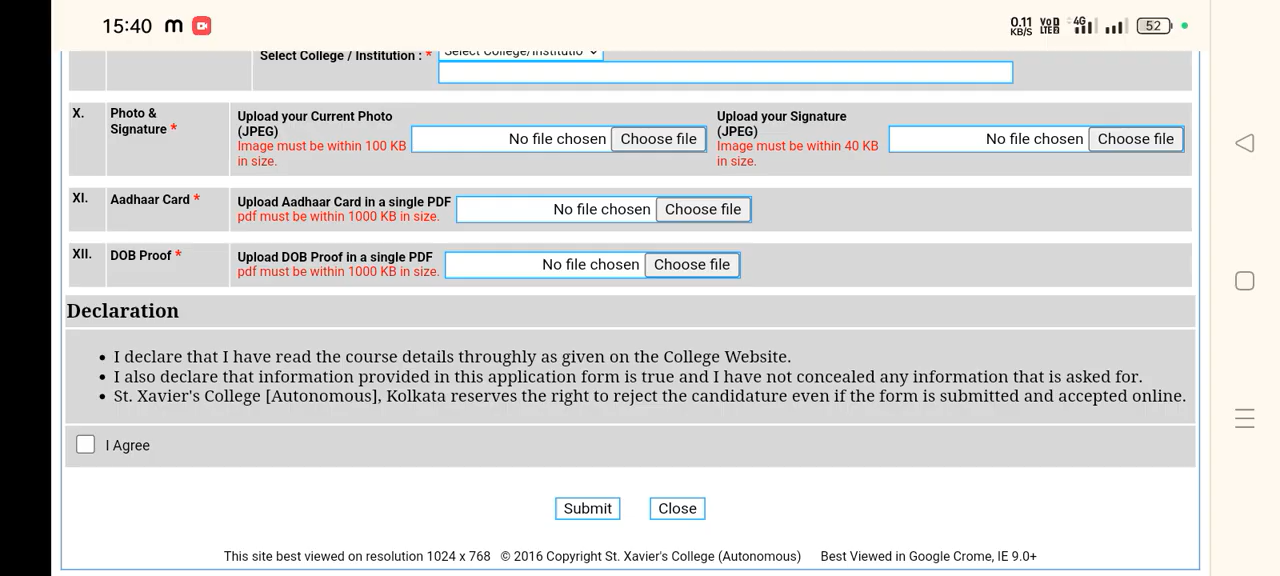 15:40 m 0.11 KB/S VoD LTE2 4G 52
Select College / Institution : * Select College/Institutio
X. Photo & Signature * Upload your Current Photo (JPEG) No file chosen Choose file Upload your Signature (JPEG) No file chosen Choose file
Image must be within 100 KB in size. Image must be within 40 KB in size.
XI. Aadhaar Card * Upload Aadhaar Card in a single PDF No file chosen Choose file
pdf must be within 1000 KB in size.
XII. DOB Proof * Upload DOB Proof in a single PDF No file chosen Choose file
pdf must be within 1000 KB in size.
Declaration
• I declare that I have read the course details throughly as given on the College Website.
• I also declare that information provided in this application form is true and I have not concealed any information that is asked for.
• St. Xavier's College [Autonomous], Kolkata reserves the right to reject the candidature even if the form is submitted and accepted online.
I Agree
Submit Close
This site best viewed on resolution 1024 x 768 © 2016 Copyright St. Xavier's College (Autonomous) Best Viewed in Google Crome, IE 9.0+